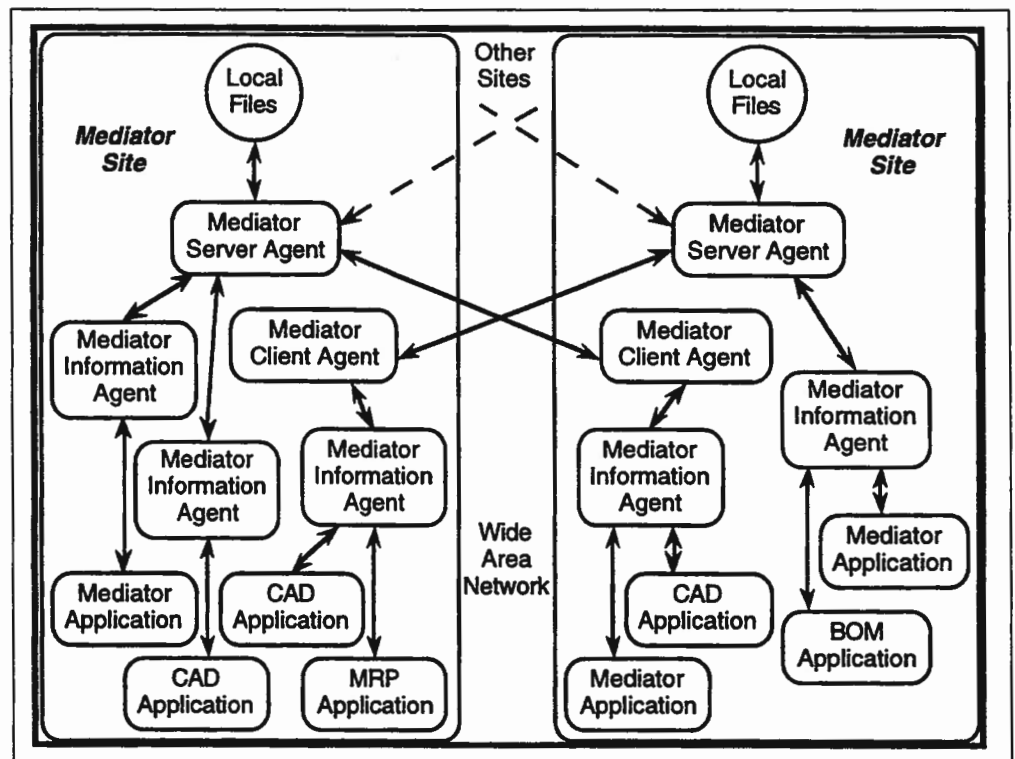 Other
Sites
Local
Files
Mediator
Site
Mediator
Server Agent
Mediator
Information
Agent
Mediator
Client Agent
Mediator
Information
Agent
Mediator
Information
Agent
Mediator
Application
CAD
Application
CAD
Application
MRP
Application
Wide
Area
Network
Local
Files
Mediator
Site
Mediator
Server Agent
Mediator
Client Agent
Mediator
Information
Agent
Mediator
Information
Agent
Mediator
Application
CAD
Application
BOM
Application
Mediator
Application